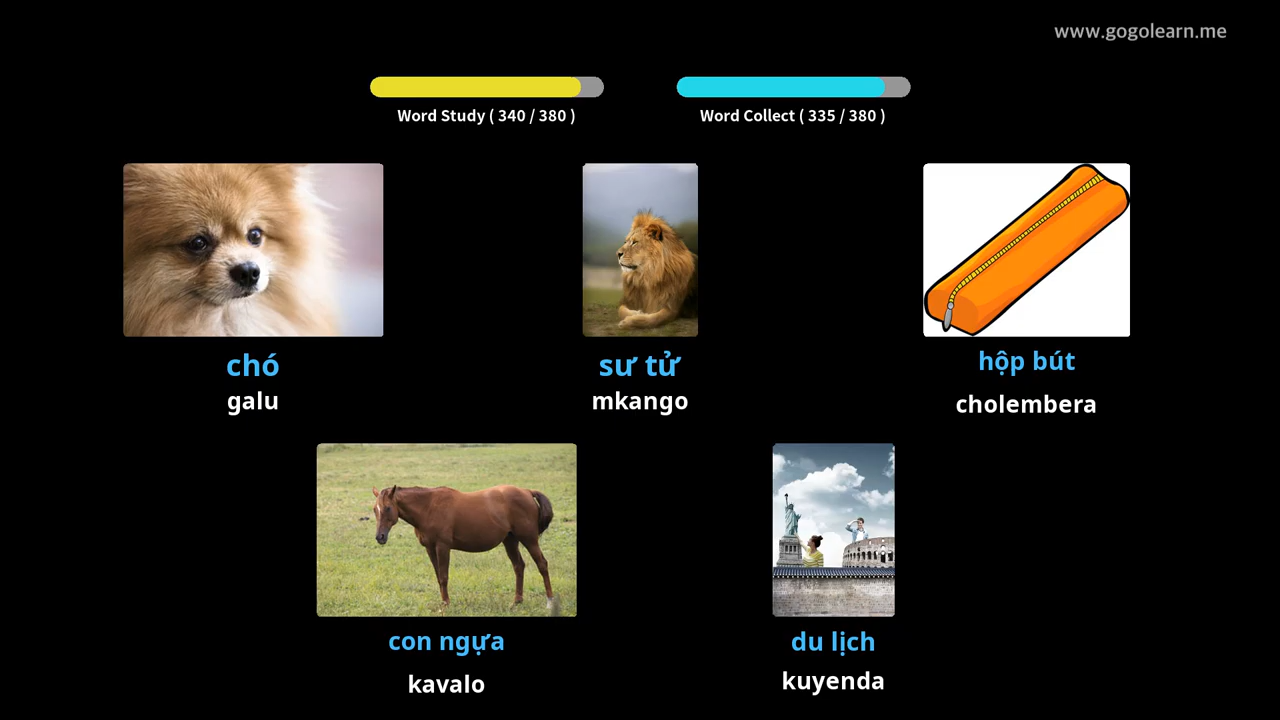 www.gogolearn.me
Word Study ( 340 / 380 )
Word Collect ( 335 / 380 )
chó
galu
sư tử
mkango
hộp bút
cholembera
con ngựa
kavalo
du lịch
kuyenda